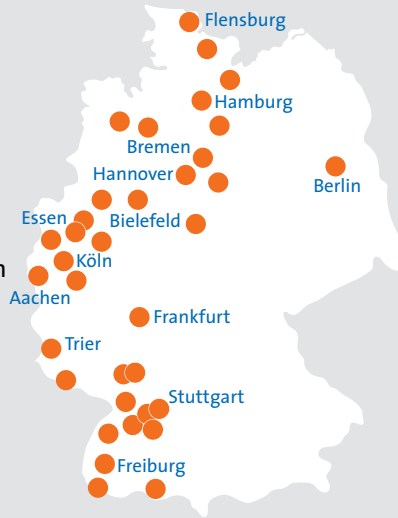 Flensburg
Hamburg
Bremen
Hannover
Berlin
Essen
Bielefeld
Köln
n
Aachen
Frankfurt
Trier
Stuttgart
Freiburg